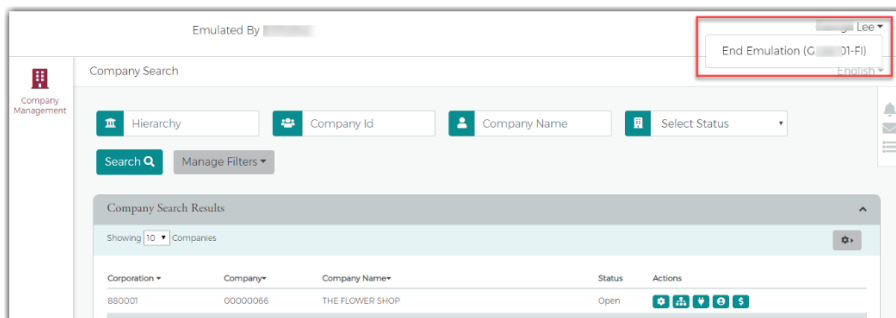 Emulated By
Lee
End Emulation (G 01-FI)
Company Search
English
Company
Management
Hierarchy
Company Id
Company Name
Select Status
Search
Manage Filters
Company Search Results
Showing 10 Companies
Corporation Company Company Name Status Actions
880001 00000066 THE FLOWER SHOP Open